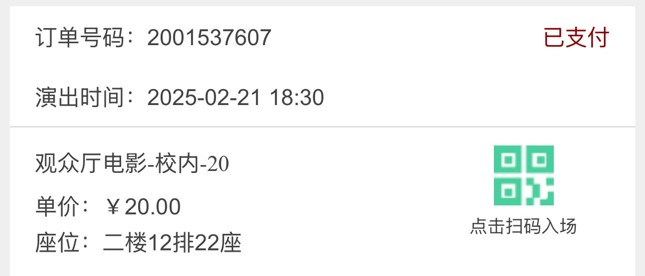 订单号码：2001537607
已支付
演出时间：2025-02-21 18:30
观众厅电影-校内-20
单价：￥20.00
座位：二楼12排22座
点击扫码入场